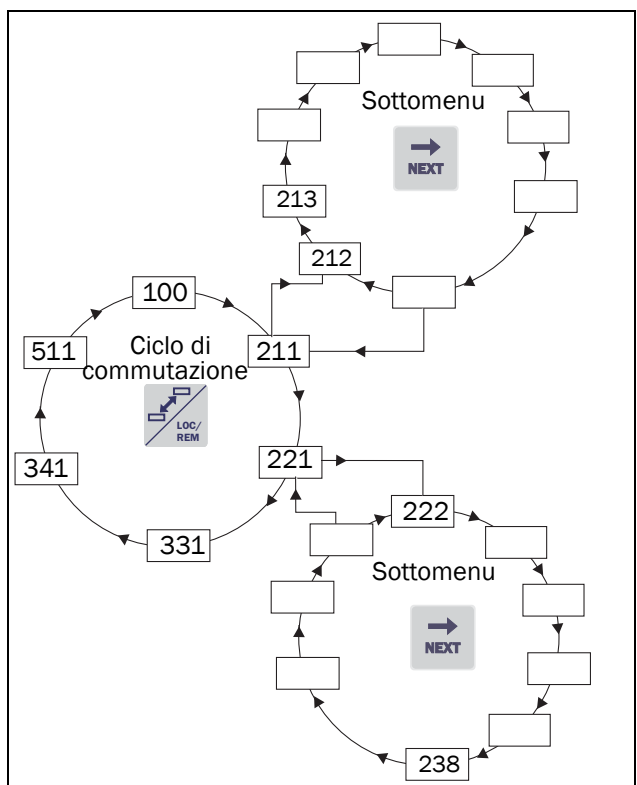 Sottomenu
NEXT
213
212
100
511
Ciclo di
commutazione
211
LOC/
REM
341
221
331
222
Sottomenu
NEXT
238